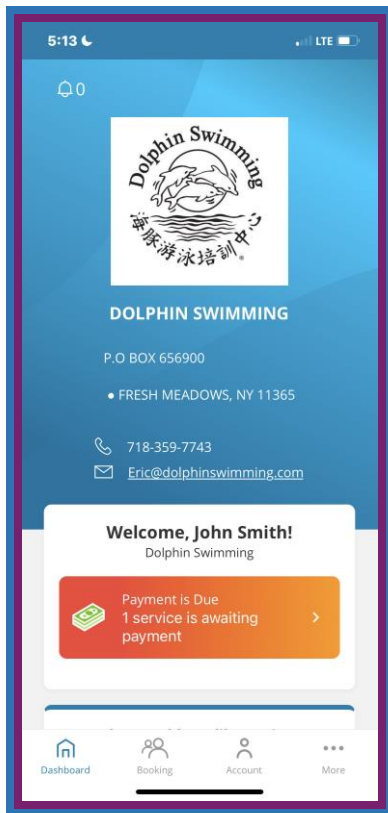 5:13
LTE
0
Dolphin Swimming
海豚游泳培訓中心
DOLPHIN SWIMMING
P.O BOX 656900
● FRESH MEADOWS, NY 11365
718-359-7743
Eric@dolphinswimming.com
Welcome, John Smith!
Dolphin Swimming
Payment is Due
1 service is awaiting
payment
Dashboard
Booking
Account
More